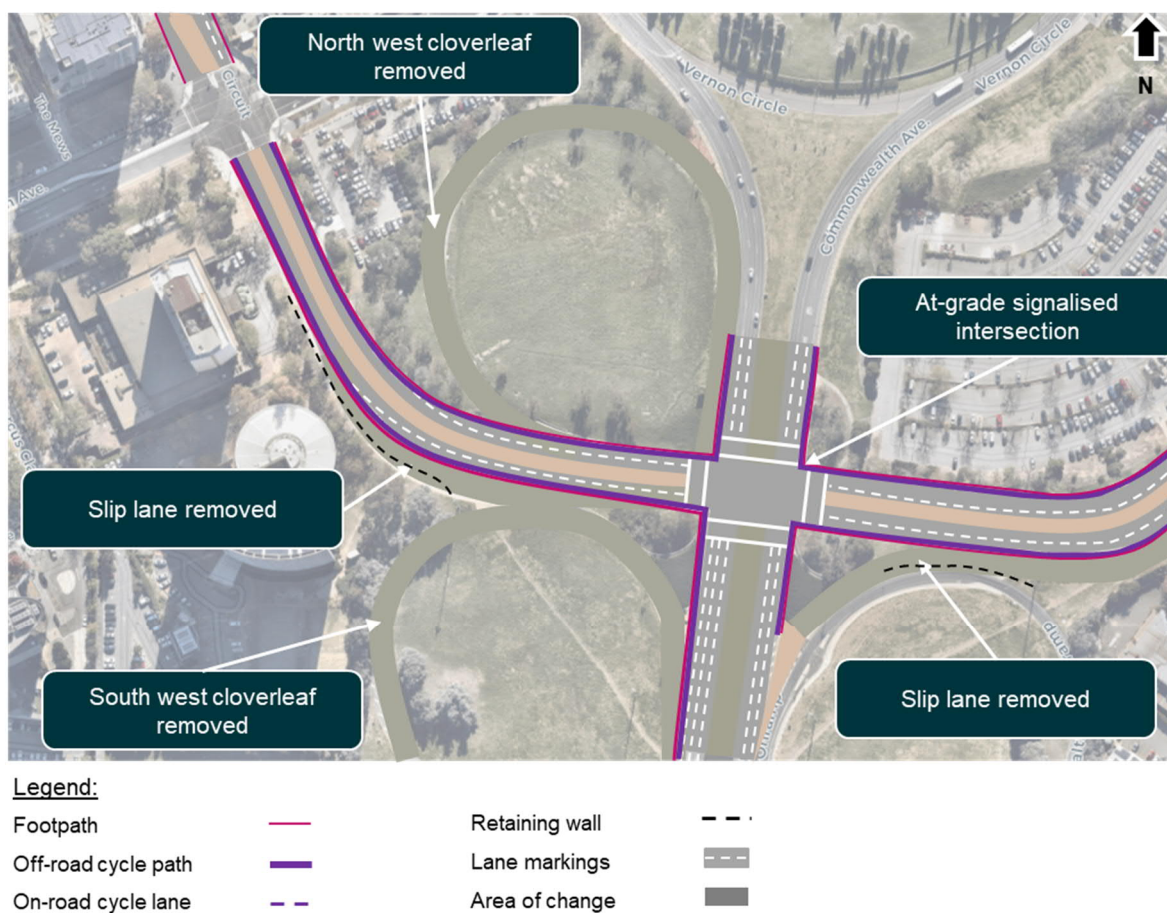 North west cloverleaf
removed
N
Vernon Circle
Vernon Circle
Circuit
The Mews
Ave.
Commonwealth Ave.
At-grade signalised
intersection
Slip lane removed
South west cloverleaf
removed
Slip lane removed
Legend:
Footpath
Off-road cycle path
On-road cycle lane
Retaining wall
Lane markings
Area of change